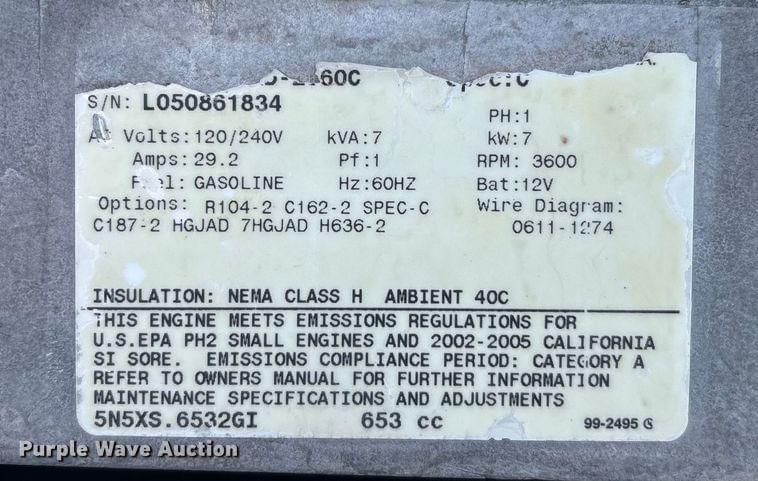 S/N: L050861834
PH:1
Volts:120/240V kVA:7 kW:7
Amps:29.2 Pf:1 RPM: 3600
Fuel: GASOLINE Hz:60HZ Bat:12V
Options: R104-2 C162-2 SPEC-C Wire Diagram:
C187-2 HGJAD 7HGJAD H636-2 0611-1274
INSULATION: NEMA CLASS H AMBIENT 40C
THIS ENGINE MEETS EMISSIONS REGULATIONS FOR
U.S.EPA PH2 SMALL ENGINES AND 2002-2005 CALIFORNIA
SI SORE. EMISSIONS COMPLIANCE PERIOD: CATEGORY A
REFER TO OWNERS MANUAL FOR FURTHER INFORMATION
MAINTENANCE SPECIFICATIONS AND ADJUSTMENTS
5N5XS.6532GI 653 cc 99-2495
Purple Wave Auction